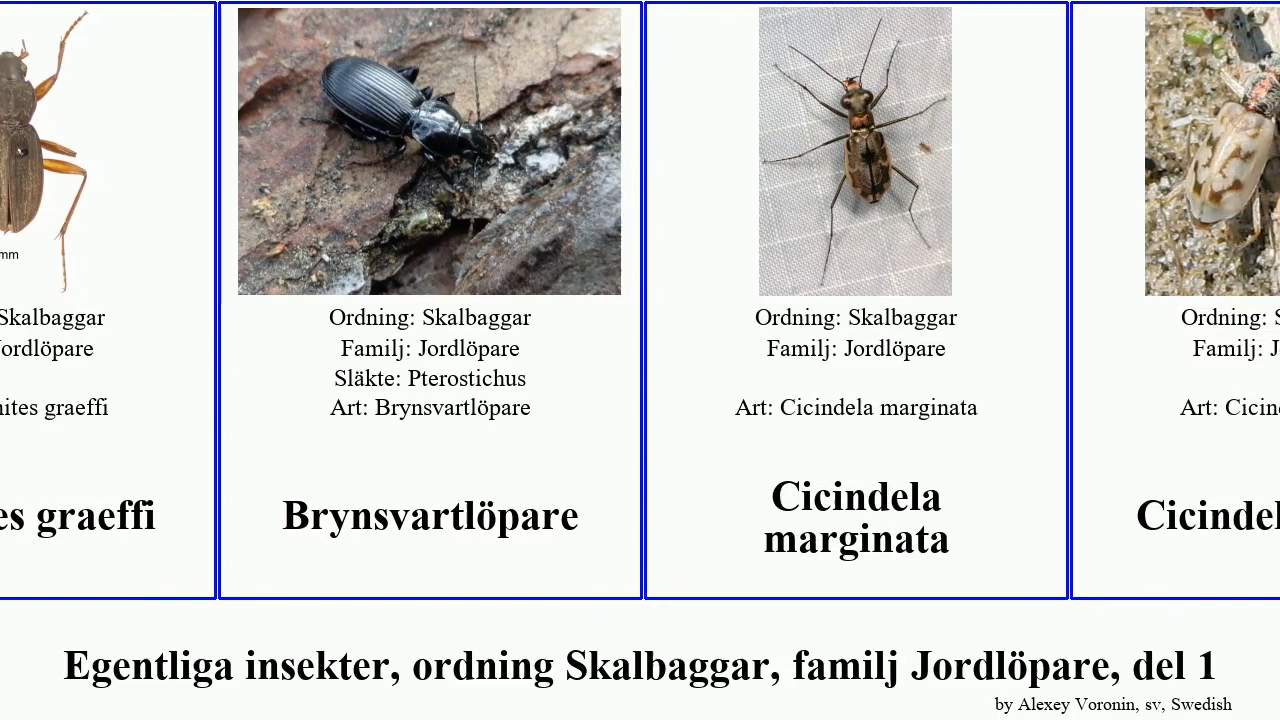 mm
Skalbaggar
Jordlöpare
graeffi
es graeffi
Ordning: Skalbaggar
Familj: Jordlöpare
Släkte: Pterostichus
Art: Brynsvartlöpare
Brynsvartlöpare
Ordning: Skalbaggar
Familj: Jordlöpare
Art: Cicindela marginata
Cicindela
marginata
Ordning: S
Familj: J
Art: Cicin
Cicindel
Egentliga insekter, ordning Skalbaggar, familj Jordlöpare, del 1
by Alexey Voronin, sv, Swedish